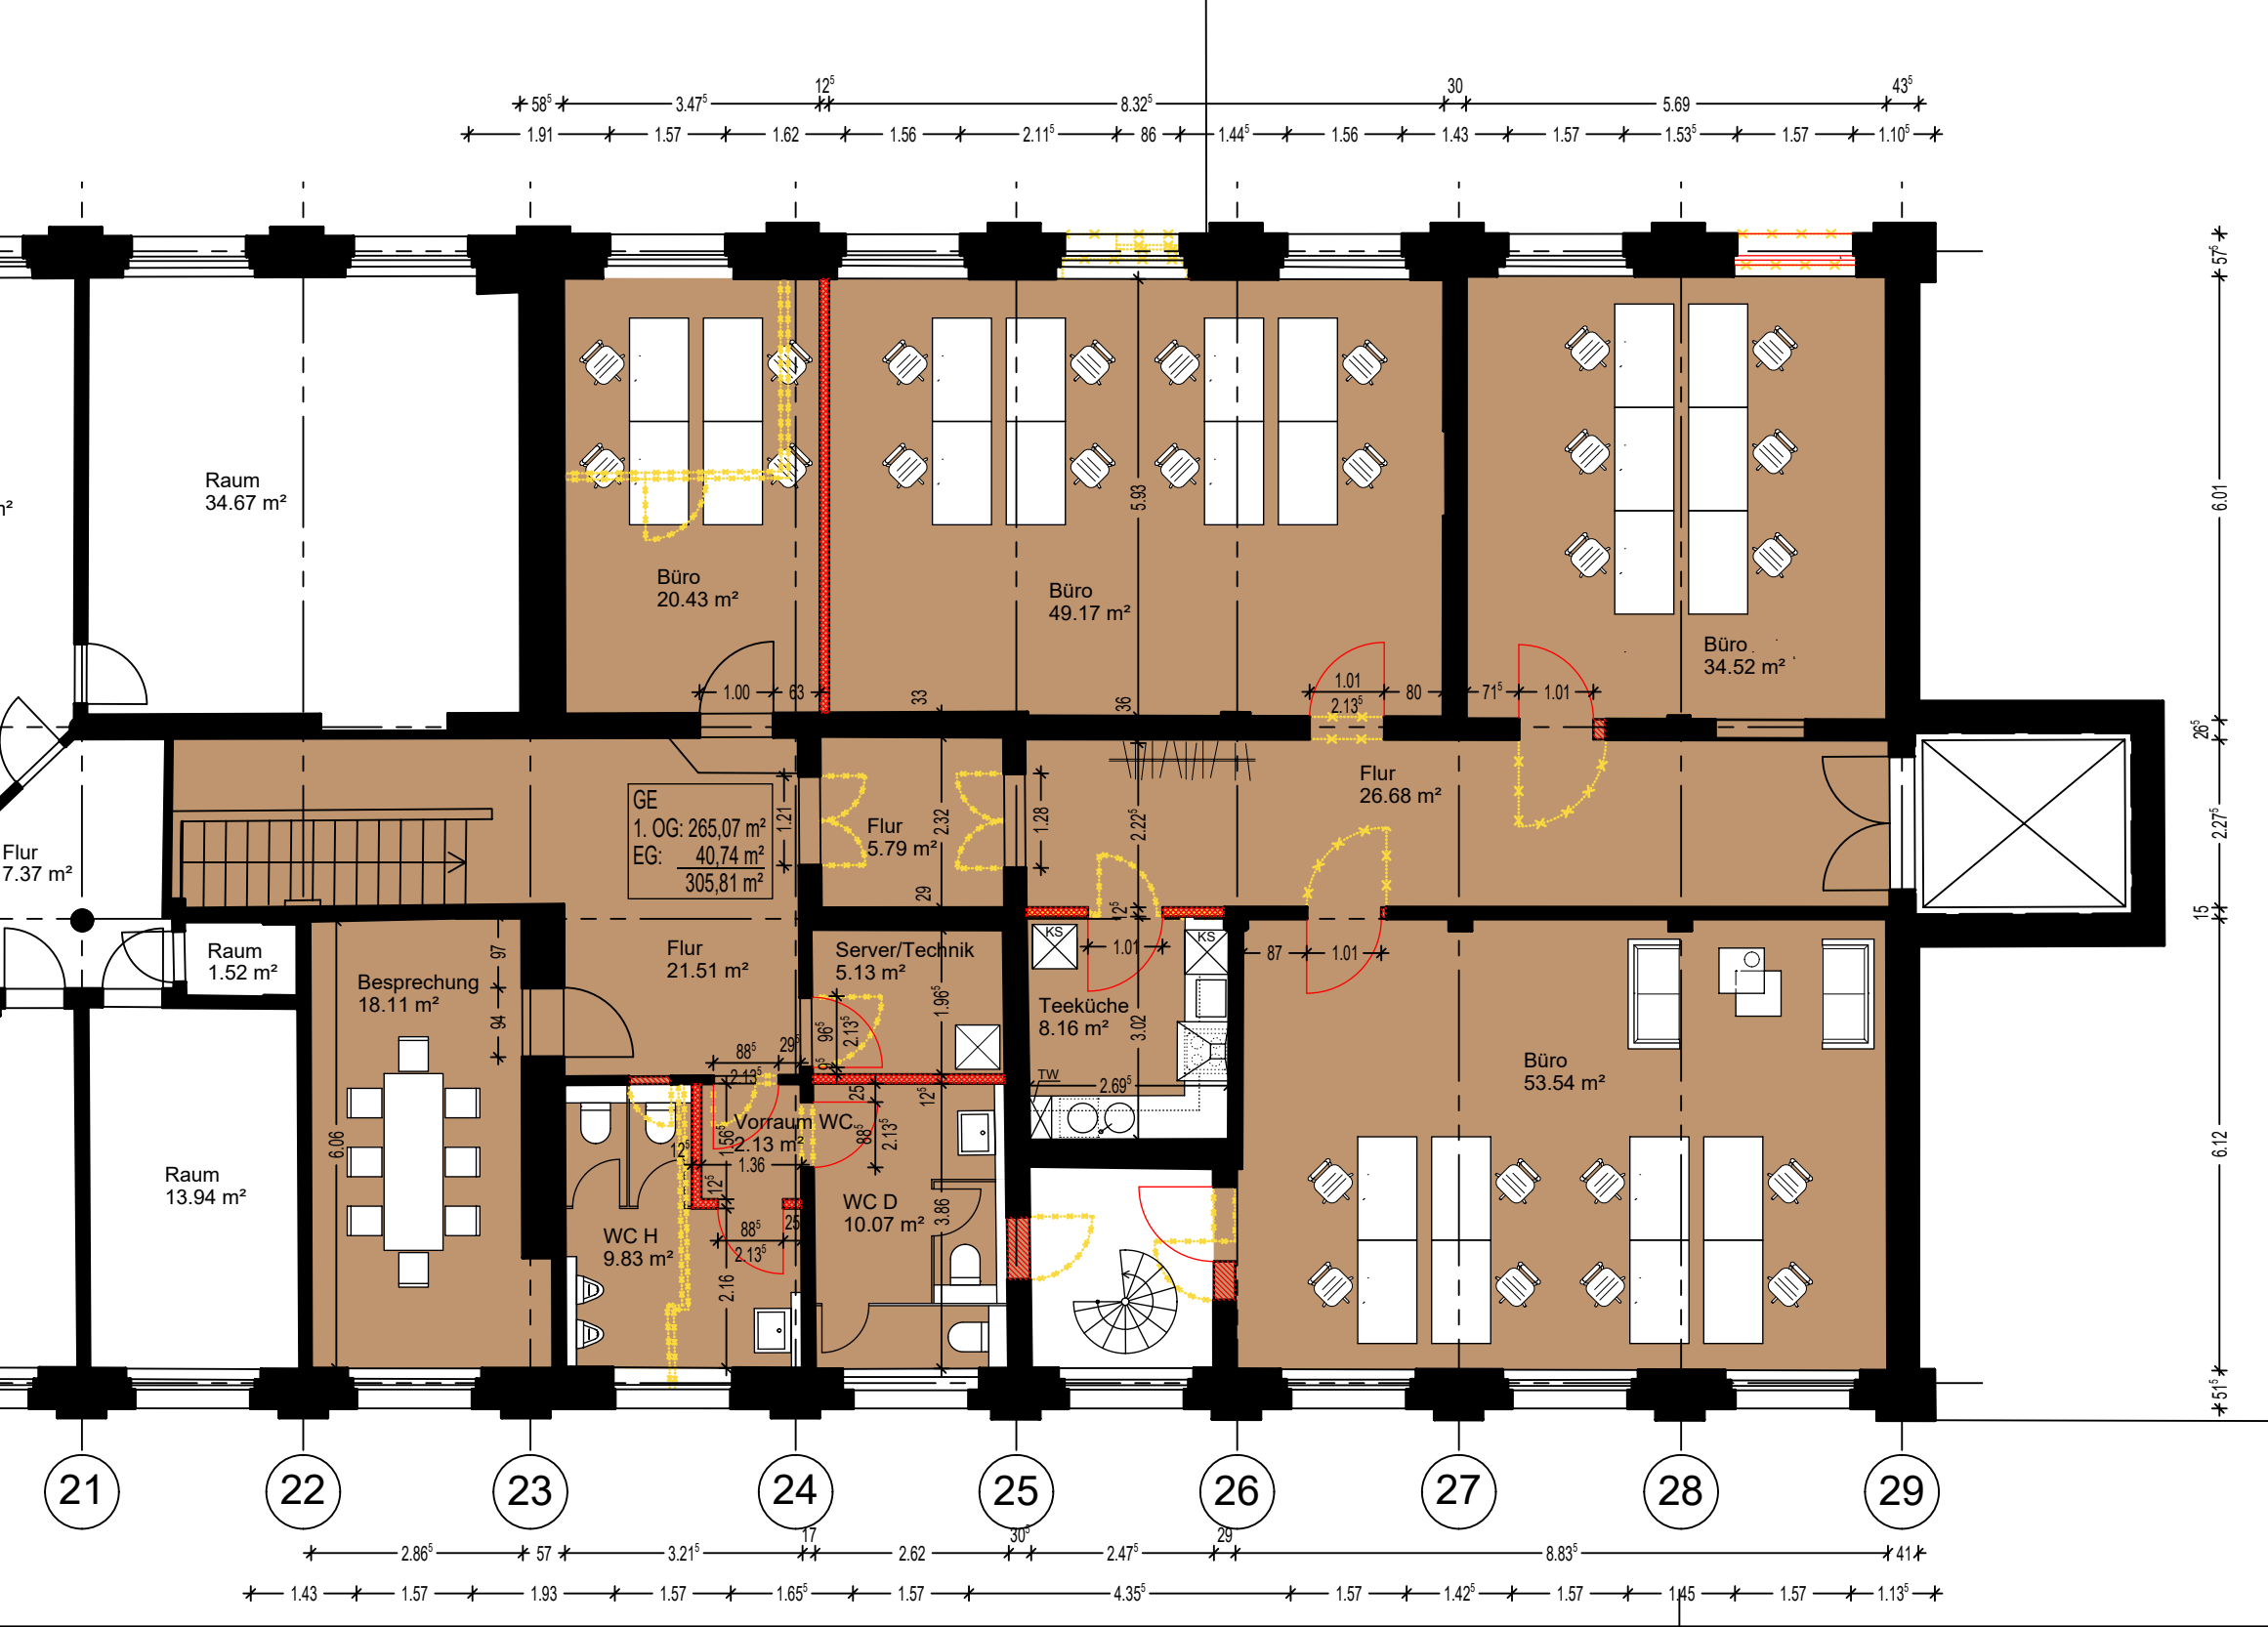 12⁵ 30 43⁵
58⁵ 3.47⁵ 8.32⁵ 5.69
1.91 1.57 1.62 1.56 2.11⁵ 86 1.44⁵ 1.56 1.43 1.57 1.53⁵ 1.57 1.10⁵
57⁵
6.01
26⁵
2.27⁵
15
6.12
51⁵
m²
Raum
34.67 m²
Büro
20.43 m²
1.00 63
Büro
49.17 m²
5.93
33
36
1.01
2.13⁵
80
Büro
34.52 m²
71⁵ 1.01
GE
1. OG: 265,07 m²
EG: 40,74 m²
305,81 m²
1.21
Flur
5.79 m²
2.32
29
1.28
2.22⁵
Flur
26.68 m²
Flur
7.37 m²
Raum
1.52 m²
Besprechung
18.11 m²
97
94
6.06
Flur
21.51 m²
Server/Technik
5.13 m²
1.96⁵
96⁵
2.13⁵
9⁵
88⁵
2.13⁵
29⁵
KS
KS
12⁵
1.01
Teeküche
8.16 m²
3.02
TW
2.69⁵
87 1.01
Büro
53.54 m²
Raum
13.94 m²
Vorraum WC
2.13 m²
12⁵
1.56⁵
1.36
12⁵
25
88⁵
2.13⁵
12⁵
WC D
10.07 m²
3.86
WC H
9.83 m²
88⁵
2.13⁵
25
2.16
21 22 23 24 25 26 27 28 29
17 30⁵ 29
2.86⁵ 57 3.21⁵ 2.62 2.47⁵ 8.83⁵ 41
1.43 1.57 1.93 1.57 1.65⁵ 1.57 4.35⁵ 1.57 1.42⁵ 1.57 1.45 1.57 1.13⁵